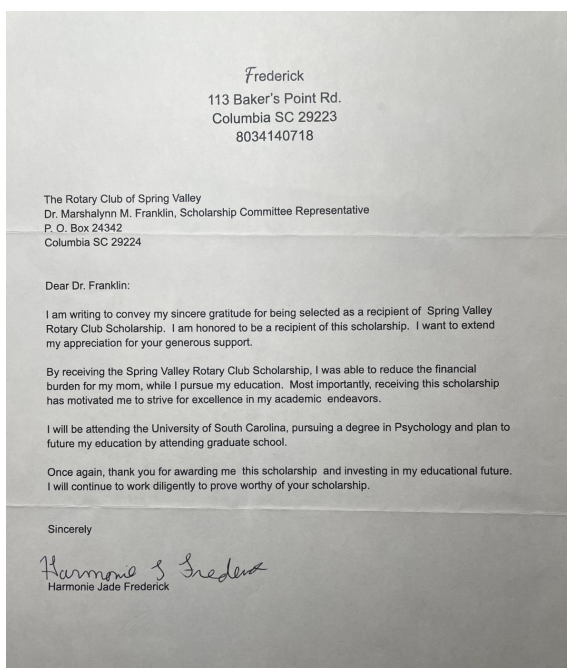 Frederick
113 Baker's Point Rd.
Columbia SC 29223
8034140718
The Rotary Club of Spring Valley
Dr. Marshalynn M. Franklin, Scholarship Committee Representative
P. O. Box 24342
Columbia SC 29224
Dear Dr. Franklin:
I am writing to convey my sincere gratitude for being selected as a recipient of Spring Valley
Rotary Club Scholarship. I am honored to be a recipient of this scholarship. I want to extend
my appreciation for your generous support.
By receiving the Spring Valley Rotary Club Scholarship, I was able to reduce the financial
burden for my mom, while I pursue my education. Most importantly, receiving this scholarship
has motivated me to strive for excellence in my academic endeavors.
I will be attending the University of South Carolina, pursuing a degree in Psychology and plan to
future my education by attending graduate school.
Once again, thank you for awarding me this scholarship and investing in my educational future.
I will continue to work diligently to prove worthy of your scholarship.
Sincerely
Harmonie J Frederick
Harmonie Jade Frederick